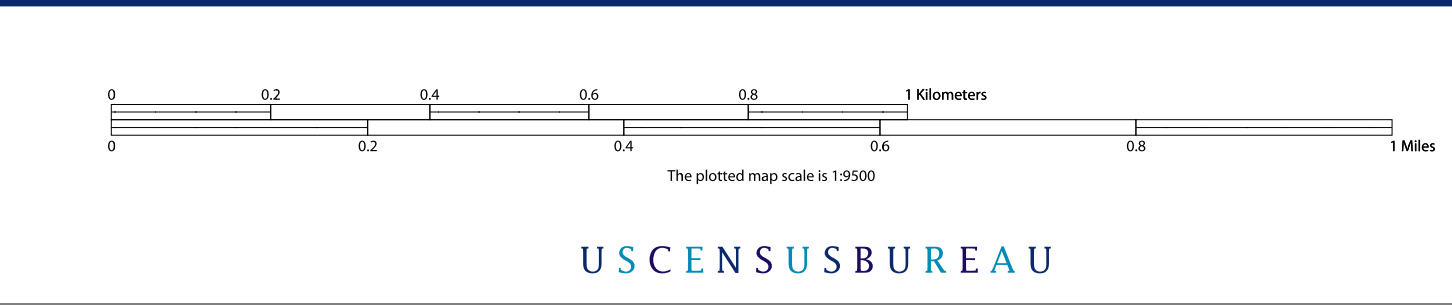 0 0.2 0.4 0.6 0.8 1 Kilometers
0 0.2 0.4 0.6 0.8 1 Miles
The plotted map scale is 1:9500
USCENSUSBUREAU